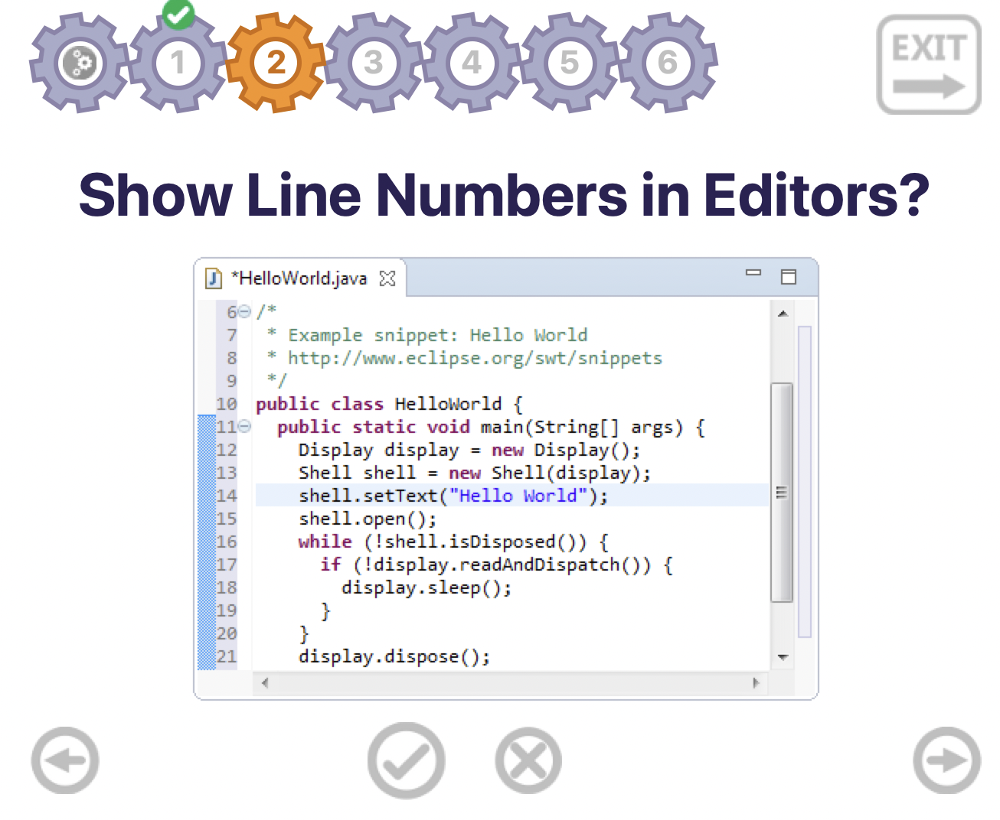 1 2 3 4 5 6
EXIT
Show Line Numbers in Editors?
*HelloWorld.java
6 /*
7  * Example snippet: Hello World
8  * http://www.eclipse.org/swt/snippets
9  */
10 public class HelloWorld {
11   public static void main(String[] args) {
12     Display display = new Display();
13     Shell shell = new Shell(display);
14     shell.setText("Hello World");
15     shell.open();
16     while (!shell.isDisposed()) {
17       if (!display.readAndDispatch()) {
18         display.sleep();
19       }
20     }
21     display.dispose();